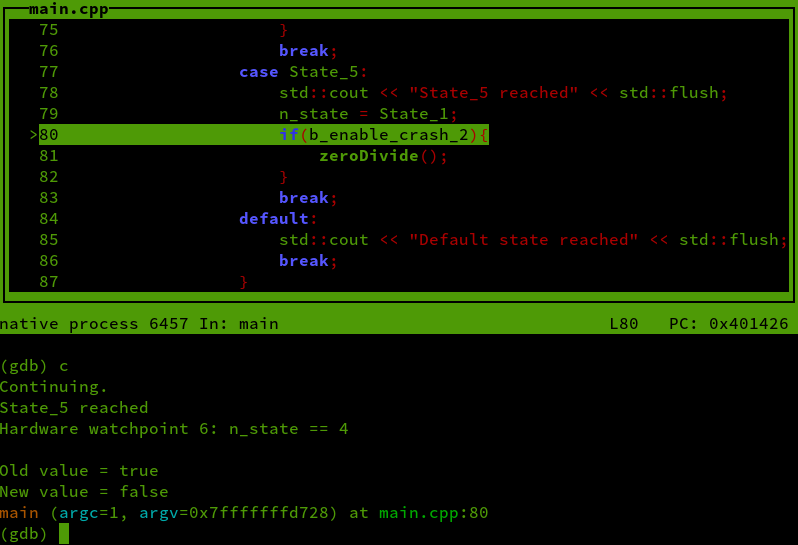 main.cpp
75                      }
76                      break;
77                  case State_5:
78                      std::cout << "State_5 reached" << std::flush;
79                      n_state = State_1;
>80                      if(b_enable_crash_2){
81                          zeroDivide();
82                      }
83                      break;
84                  default:
85                      std::cout << "Default state reached" << std::flush;
86                      break;
87                  }
native process 6457 In: main                                 L80   PC: 0x401426
(gdb) c
Continuing.
State_5 reached
Hardware watchpoint 6: n_state == 4
Old value = true
New value = false
main (argc=1, argv=0x7fffffffd728) at main.cpp:80
(gdb)